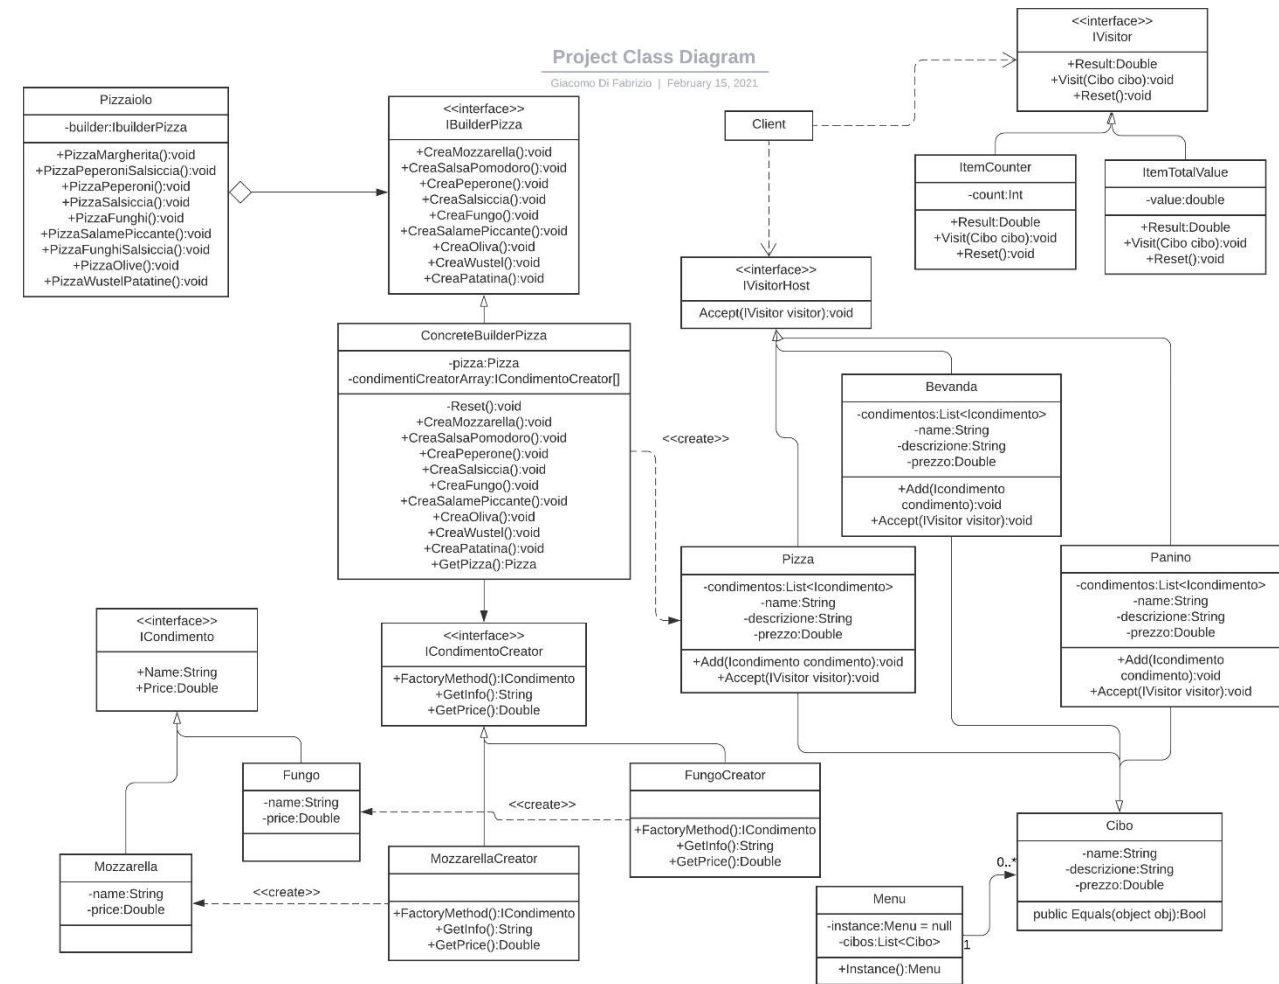 Project Class Diagram
Giacomo Di Fabrizio | February 15, 2021
Pizzaiolo
-builder:IbuilderPizza
+PizzaMargherita():void
+PizzaPeperoniSalsiccia():void
+PizzaPeperoni():void
+PizzaSalsiccia():void
+PizzaFunghi():void
+PizzaSalamePiccante():void
+PizzaFunghiSalsiccia():void
+PizzaOlive():void
+PizzaWustelPatatine():void
<<interface>>
IBuilderPizza
+CreaMozzarella():void
+CreaSalsaPomodoro():void
+CreaPeperone():void
+CreaSalsiccia():void
+CreaFungo():void
+CreaSalamePiccante():void
+CreaOliva():void
+CreaWustel():void
+CreaPatatina():void
Client
<<interface>>
IVisitor
+Result:Double
+Visit(Cibo cibo):void
+Reset():void
ItemCounter
-count:Int
+Result:Double
+Visit(Cibo cibo):void
+Reset():void
ItemTotalValue
-value:double
+Result:Double
+Visit(Cibo cibo):void
+Reset():void
<<interface>>
IVisitorHost
Accept(IVisitor visitor):void
ConcreteBuilderPizza
-pizza:Pizza
-condimentiCreatorArray:ICondimentoCreator[]
-Reset():void
+CreaMozzarella():void
+CreaSalsaPomodoro():void
+CreaPeperone():void
+CreaSalsiccia():void
+CreaFungo():void
+CreaSalamePiccante():void
+CreaOliva():void
+CreaWustel():void
+CreaPatatina():void
+GetPizza():Pizza
<<create>>
Bevanda
-condimentos:List<Icondimento>
-name:String
-descrizione:String
-prezzo:Double
+Add(Icondimento
condimento):void
+Accept(IVisitor visitor):void
Pizza
-condimentos:List<Icondimento>
-name:String
-descrizione:String
-prezzo:Double
+Add(Icondimento condimento):void
+Accept(IVisitor visitor):void
Panino
-condimentos:List<Icondimento>
-name:String
-descrizione:String
-prezzo:Double
+Add(Icondimento
condimento):void
+Accept(IVisitor visitor):void
<<interface>>
ICondimento
+Name:String
+Price:Double
<<interface>>
ICondimentoCreator
+FactoryMethod():ICondimento
+GetInfo():String
+GetPrice():Double
Fungo
-name:String
-price:Double
<<create>>
FungoCreator
+FactoryMethod():ICondimento
+GetInfo():String
+GetPrice():Double
Mozzarella
-name:String
-price:Double
<<create>>
MozzarellaCreator
+FactoryMethod():ICondimento
+GetInfo():String
+GetPrice():Double
Cibo
-name:String
-descrizione:String
-prezzo:Double
public Equals(object obj):Bool
0..*
1
Menu
-instance:Menu = null
-cibos:List<Cibo>
+Instance():Menu